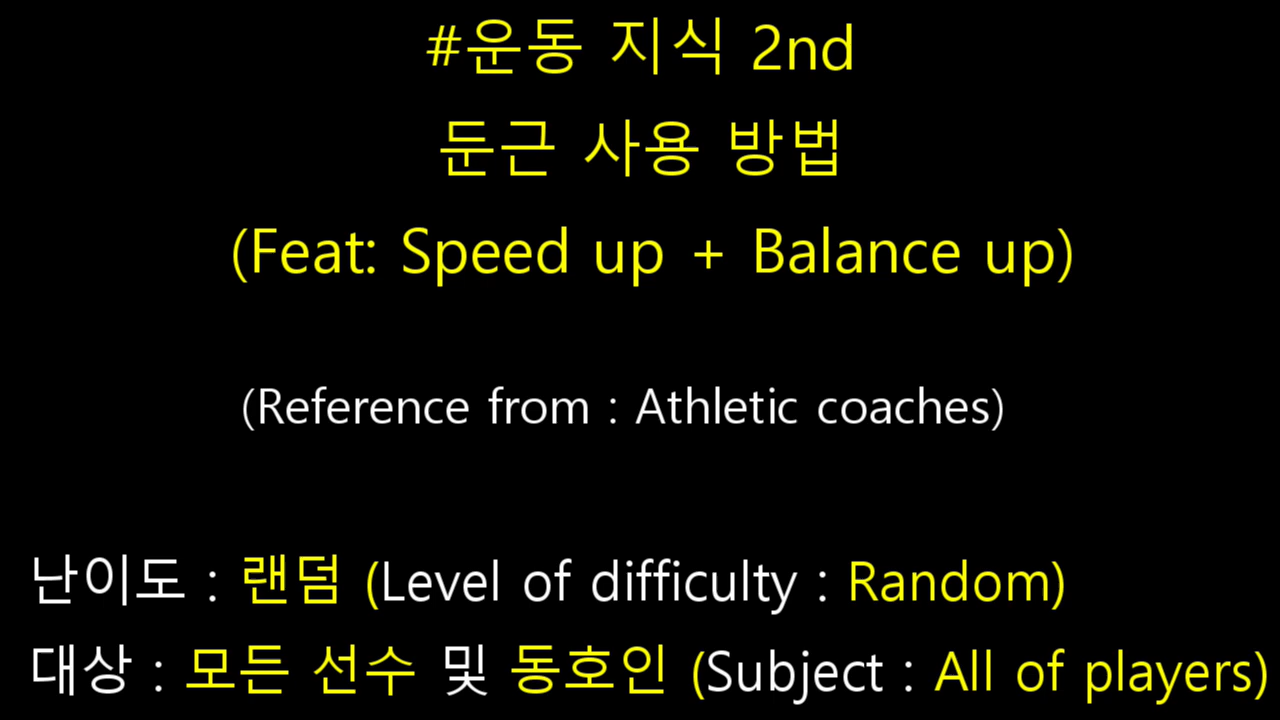 #운동 지식 2nd
둔근 사용 방법
(Feat: Speed up + Balance up)
(Reference from : Athletic coaches)
난이도 : 랜덤 (Level of difficulty : Random)
대상 : 모든 선수 및 동호인 (Subject : All of players)